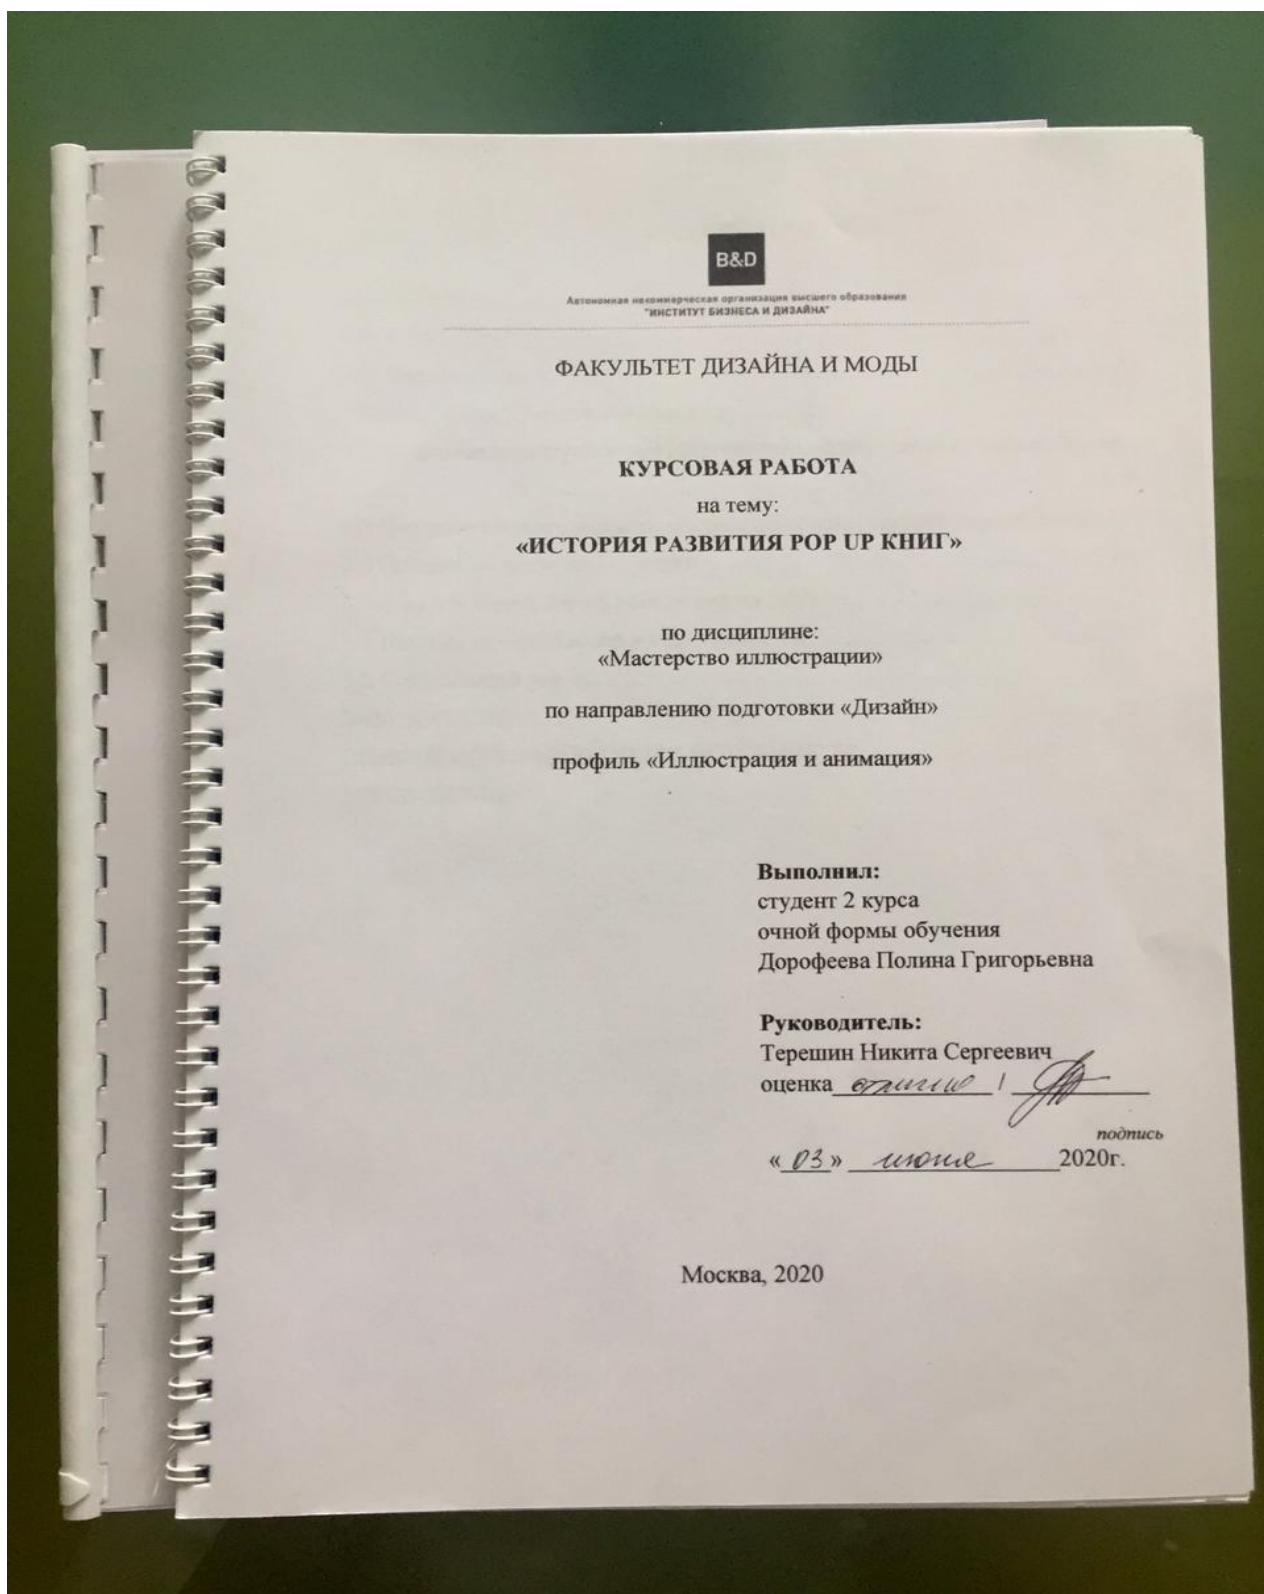 B&D
Автономная некоммерческая организация высшего образования
"ИНСТИТУТ БИЗНЕСА И ДИЗАЙНА"
ФАКУЛЬТЕТ ДИЗАЙНА И МОДЫ
КУРСОВАЯ РАБОТА
на тему:
«ИСТОРИЯ РАЗВИТИЯ POP UP КНИГ»
по дисциплине:
«Мастерство иллюстрации»
по направлению подготовки «Дизайн»
профиль «Иллюстрация и анимация»
Выполнил:
студент 2 курса
очной формы обучения
Дорофеева Полина Григорьевна
Руководитель:
Терешин Никита Сергеевич
оценка отлично /
подпись
«03» июня 2020г.
Москва, 2020